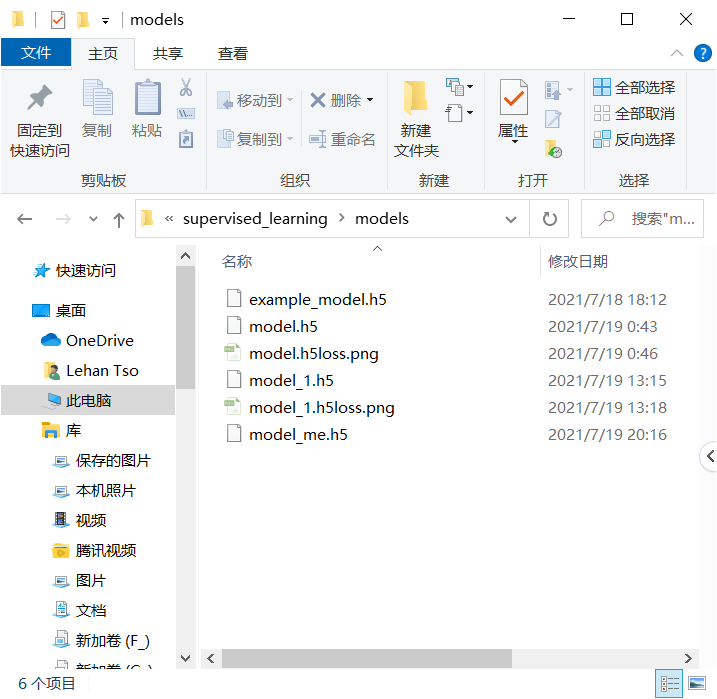 models
文件 主页 共享 查看
固定到
快速访问
复制
粘贴
移动到
复制到
删除
重命名
新建
文件夹
属性
全部选择
全部取消
反向选择
剪贴板 组织 新建 打开 选择
« supervised_learning > models
搜索"m...
名称 修改日期
快速访问
桌面
OneDrive
Lehan Tso
此电脑
库
保存的图片
本机照片
视频
腾讯视频
图片
文档
新加卷 (F_)
example_model.h5 2021/7/18 18:12
model.h5 2021/7/19 0:43
model.h5loss.png 2021/7/19 0:46
model_1.h5 2021/7/19 13:15
model_1.h5loss.png 2021/7/19 13:18
model_me.h5 2021/7/19 20:16
6 个项目